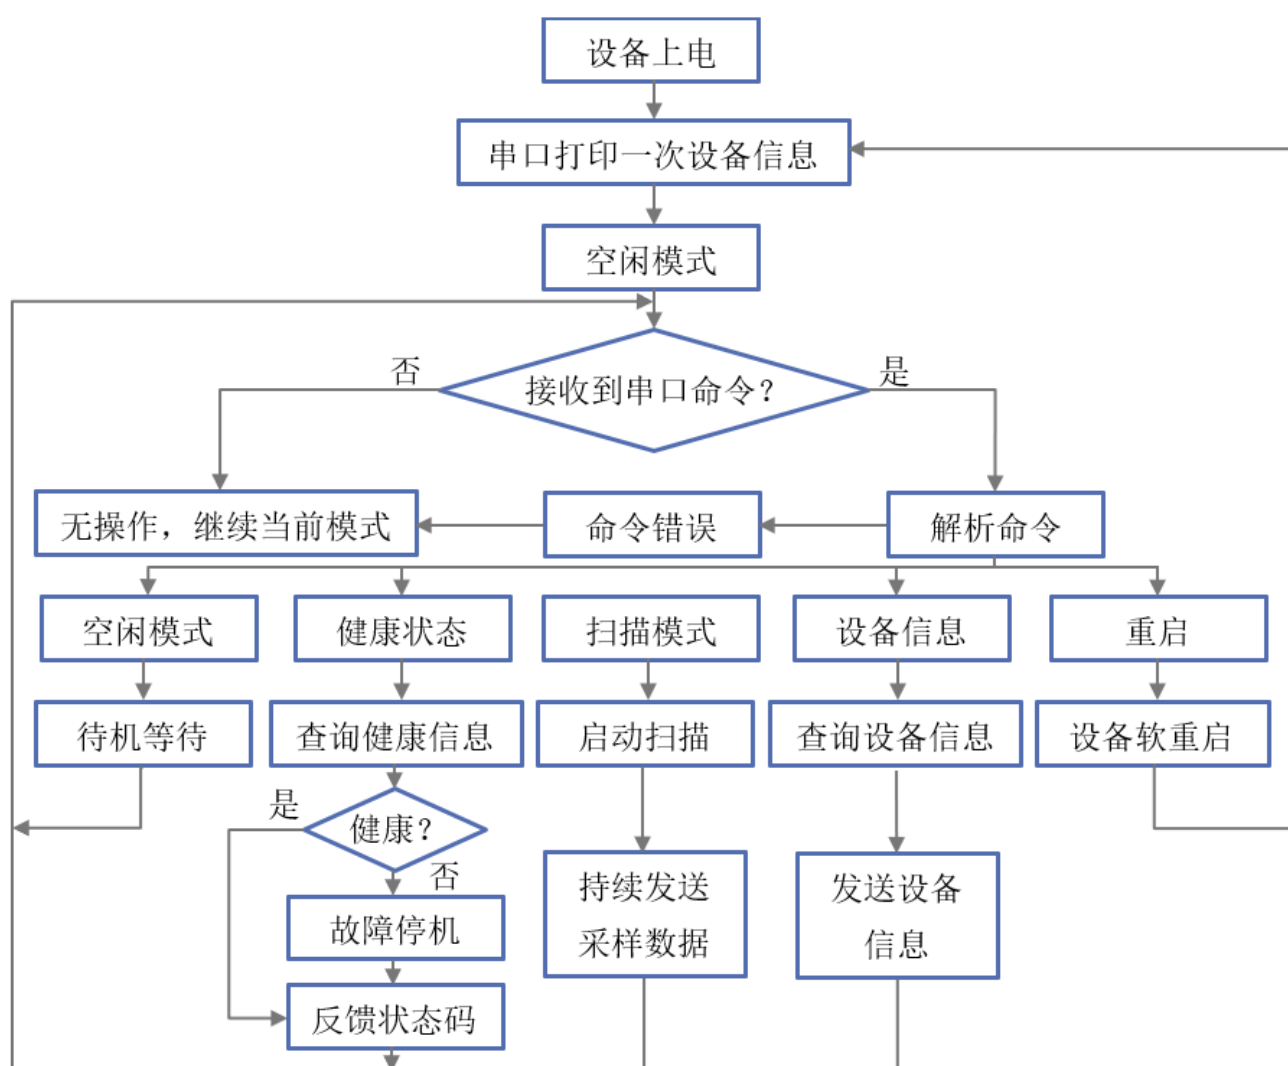 设备上电
串口打印一次设备信息
空闲模式
否
是
接收到串口命令？
无操作，继续当前模式
命令错误
解析命令
空闲模式
健康状态
扫描模式
设备信息
重启
待机等待
查询健康信息
启动扫描
查询设备信息
设备软重启
是
健康？
否
持续发送
采样数据
发送设备
信息
故障停机
反馈状态码